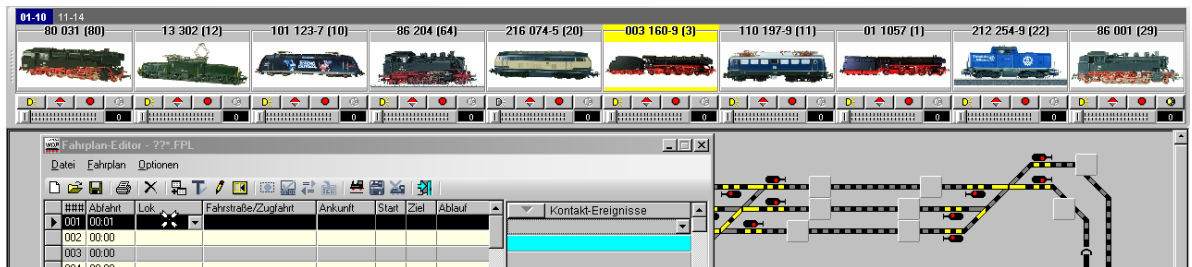 01-10 11-14
80 031 (80) 13 302 (12) 101 123-7 (10) 86 204 (64) 216 074-5 (20) 003 160-9 (3) 110 197-9 (11) 01 1057 (1) 212 254-9 (22) 86 001 (29)
D: D: D: D: D: D: D: D: D: D:
0 0 0 0 0 0 0 0 0 0
Fahrplan-Editor - ??*.FPL
Datei Fahrplan Optionen
### Abfahrt Lok Fahrstraße/Zugfahrt Ankunft Start Ziel Ablauf Kontakt-Ereignisse
001 00:01
002 00:00
003 00:00
004 00:00